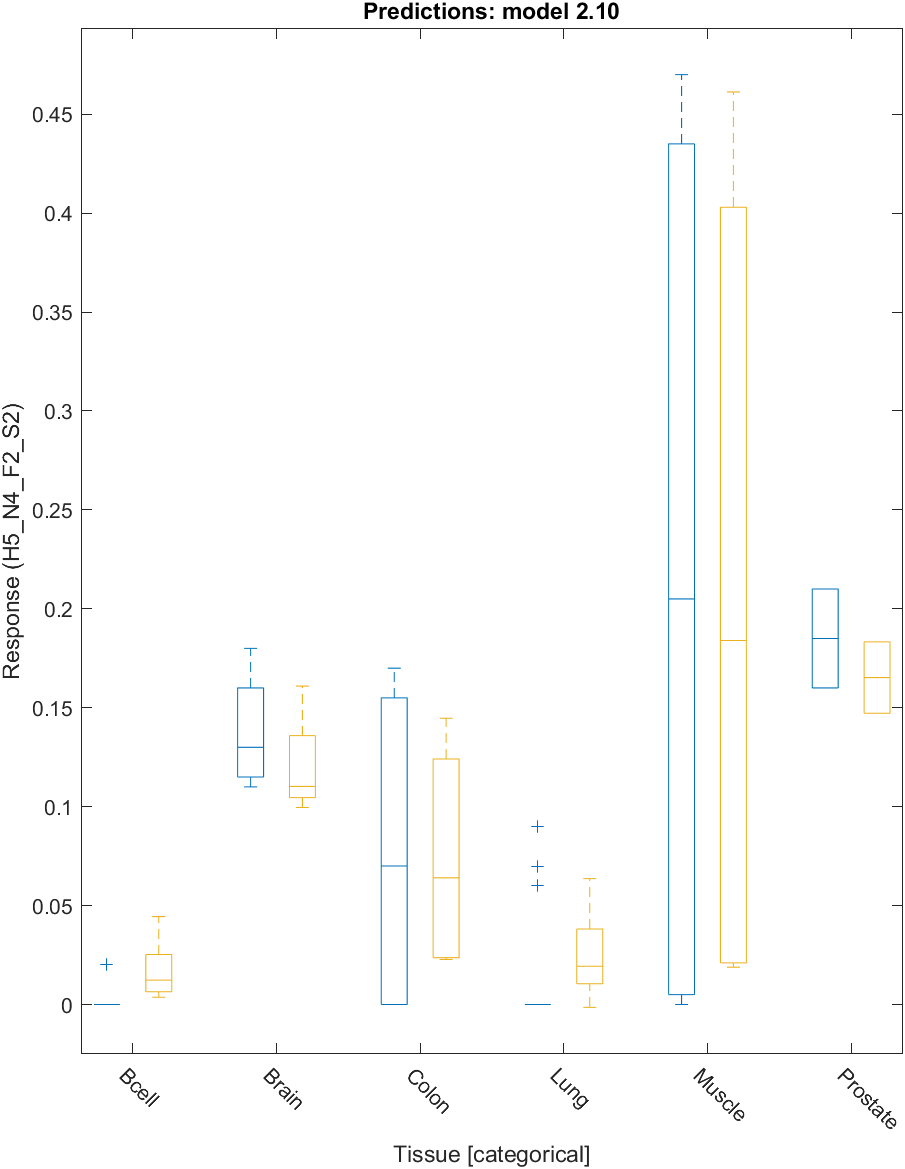 Predictions: model 2.10
Response (H5_N4_F2_S2)
0.45
0.4
0.35
0.3
0.25
0.2
0.15
0.1
0.05
0
Bcell
Brain
Colon
Lung
Muscle
Prostate
Tissue [categorical]